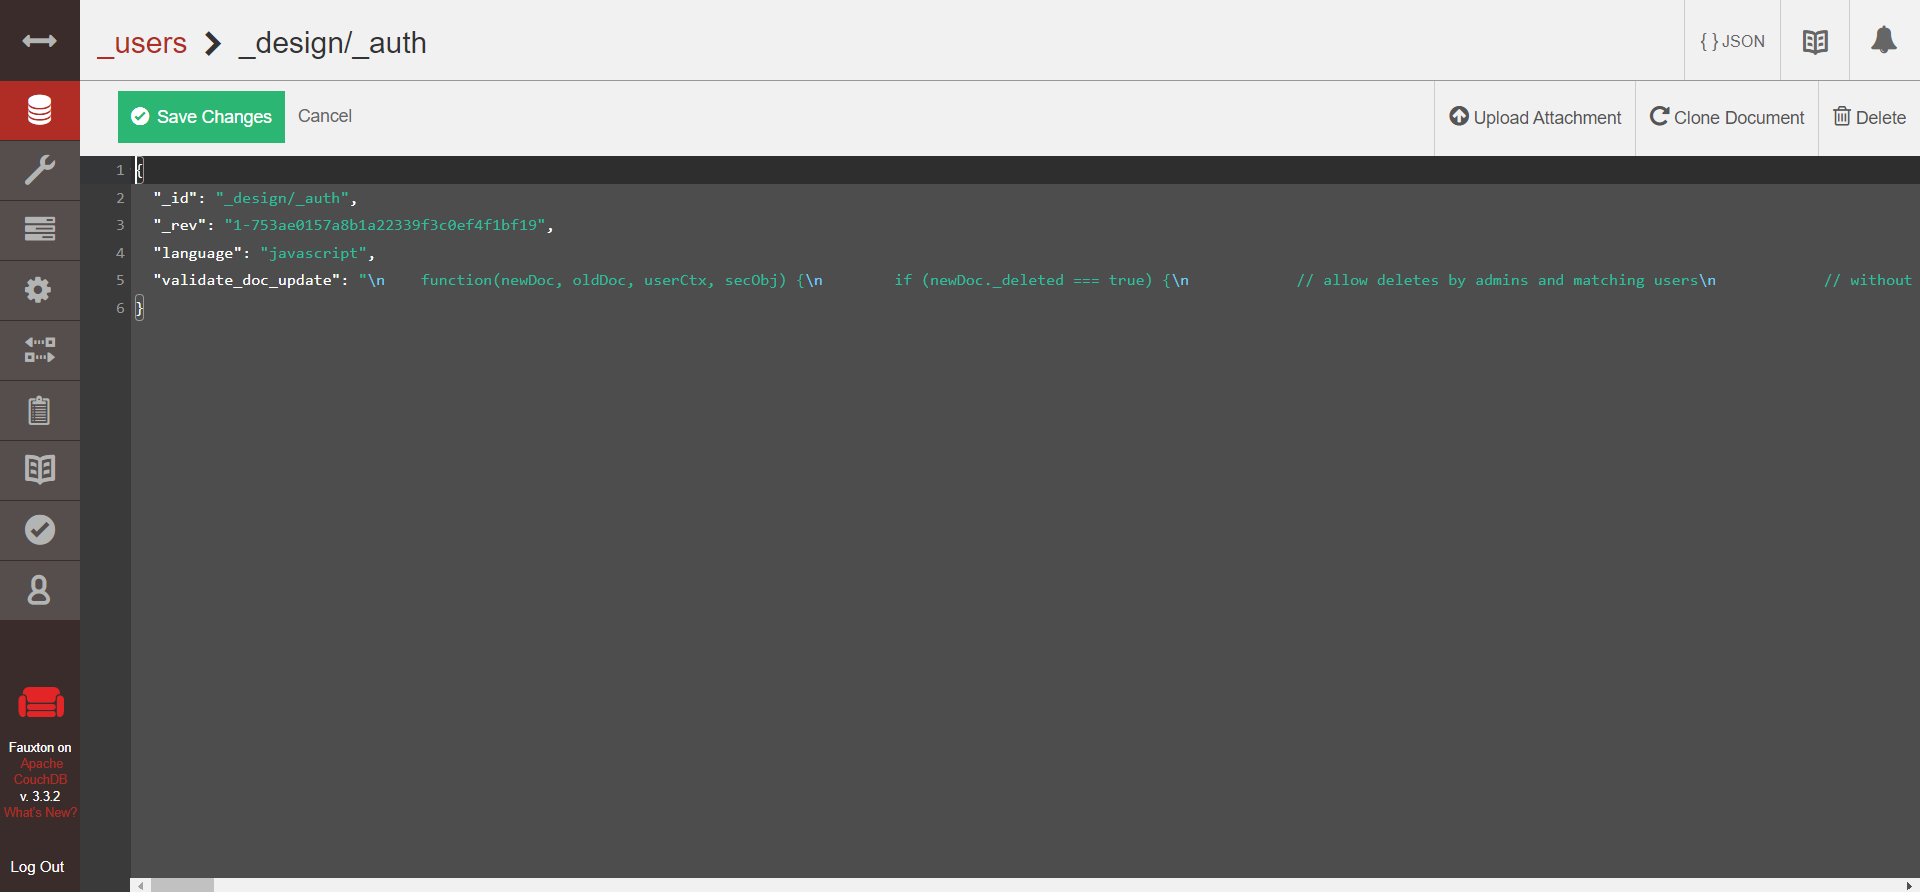 _users > _design/_auth
{ } JSON
Save Changes
Cancel
Upload Attachment
Clone Document
Delete
1 {
2 "_id": "_design/_auth",
3 "_rev": "1-753ae0157a8b1a22339f3c0ef4f1bf19",
4 "language": "javascript",
5 "validate_doc_update": "\n    function(newDoc, oldDoc, userCtx, secObj) {\n        if (newDoc._deleted === true) {\n            // allow deletes by admins and matching users\n            // without
6 }
Fauxton on
Apache
CouchDB
v. 3.3.2
What's New?
Log Out